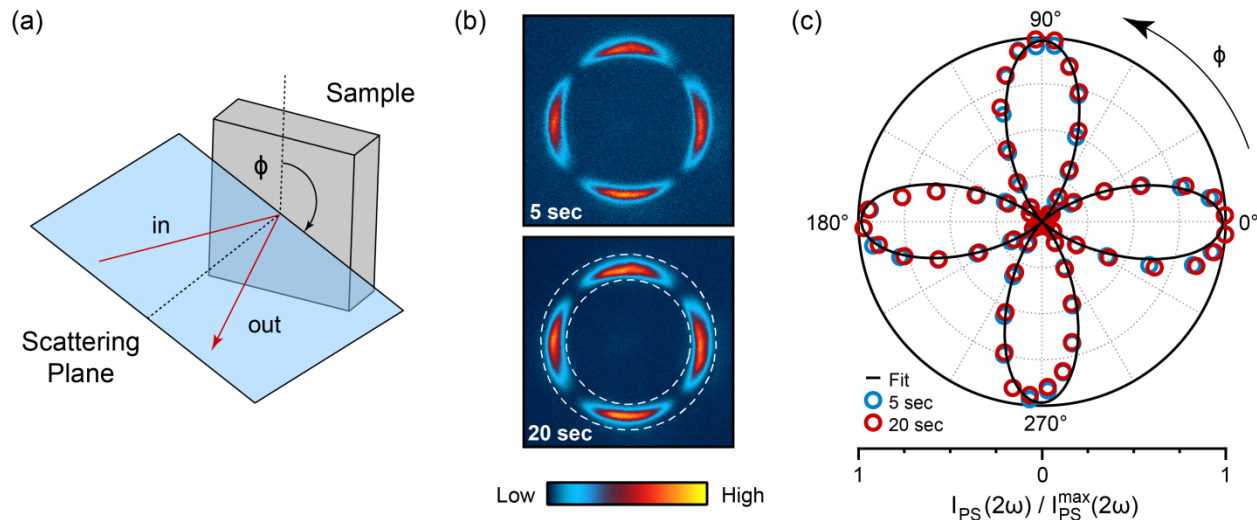 (a)
Sample
ϕ
in
out
Scattering
Plane
(b)
5 sec
20 sec
Low
High
(c)
90°
ϕ
180°
0°
270°
Fit
5 sec
20 sec
1
0
1
I_PS(2ω) / I_PS^max(2ω)